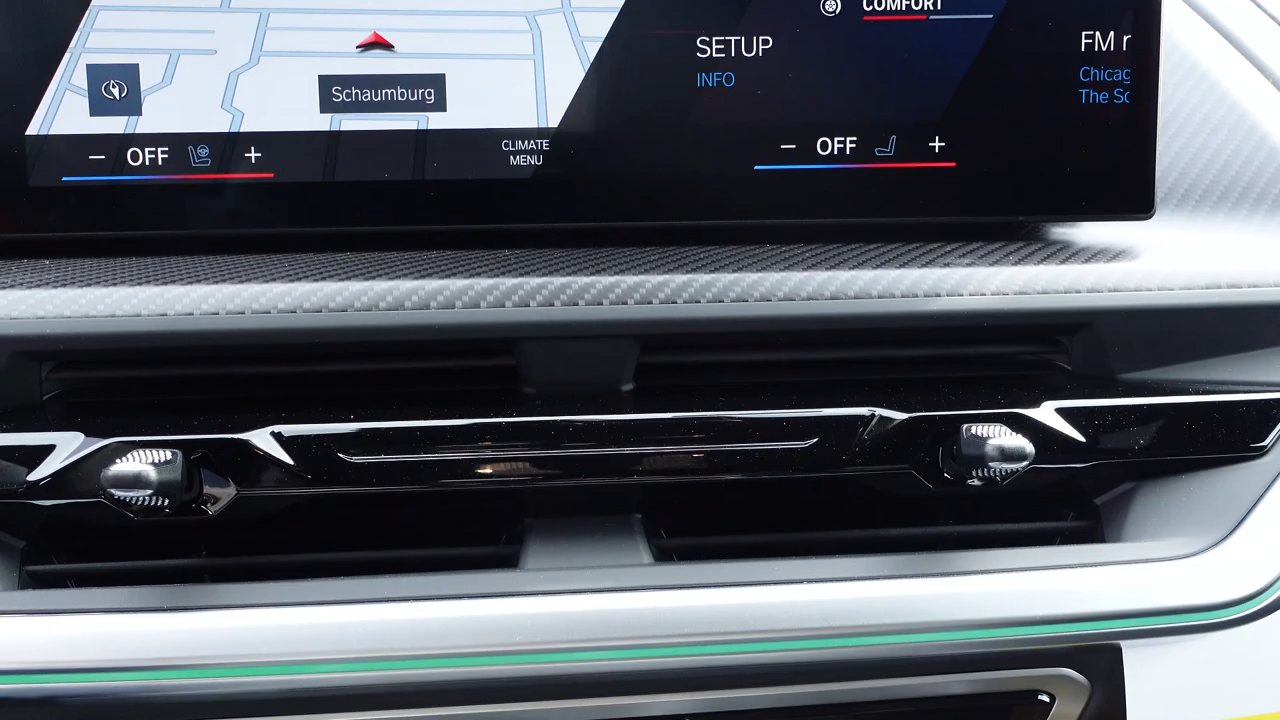 COMFORT
SETUP
INFO
FM r
Chicag
The Sc
Schaumburg
− OFF +
CLIMATE
MENU
− OFF +